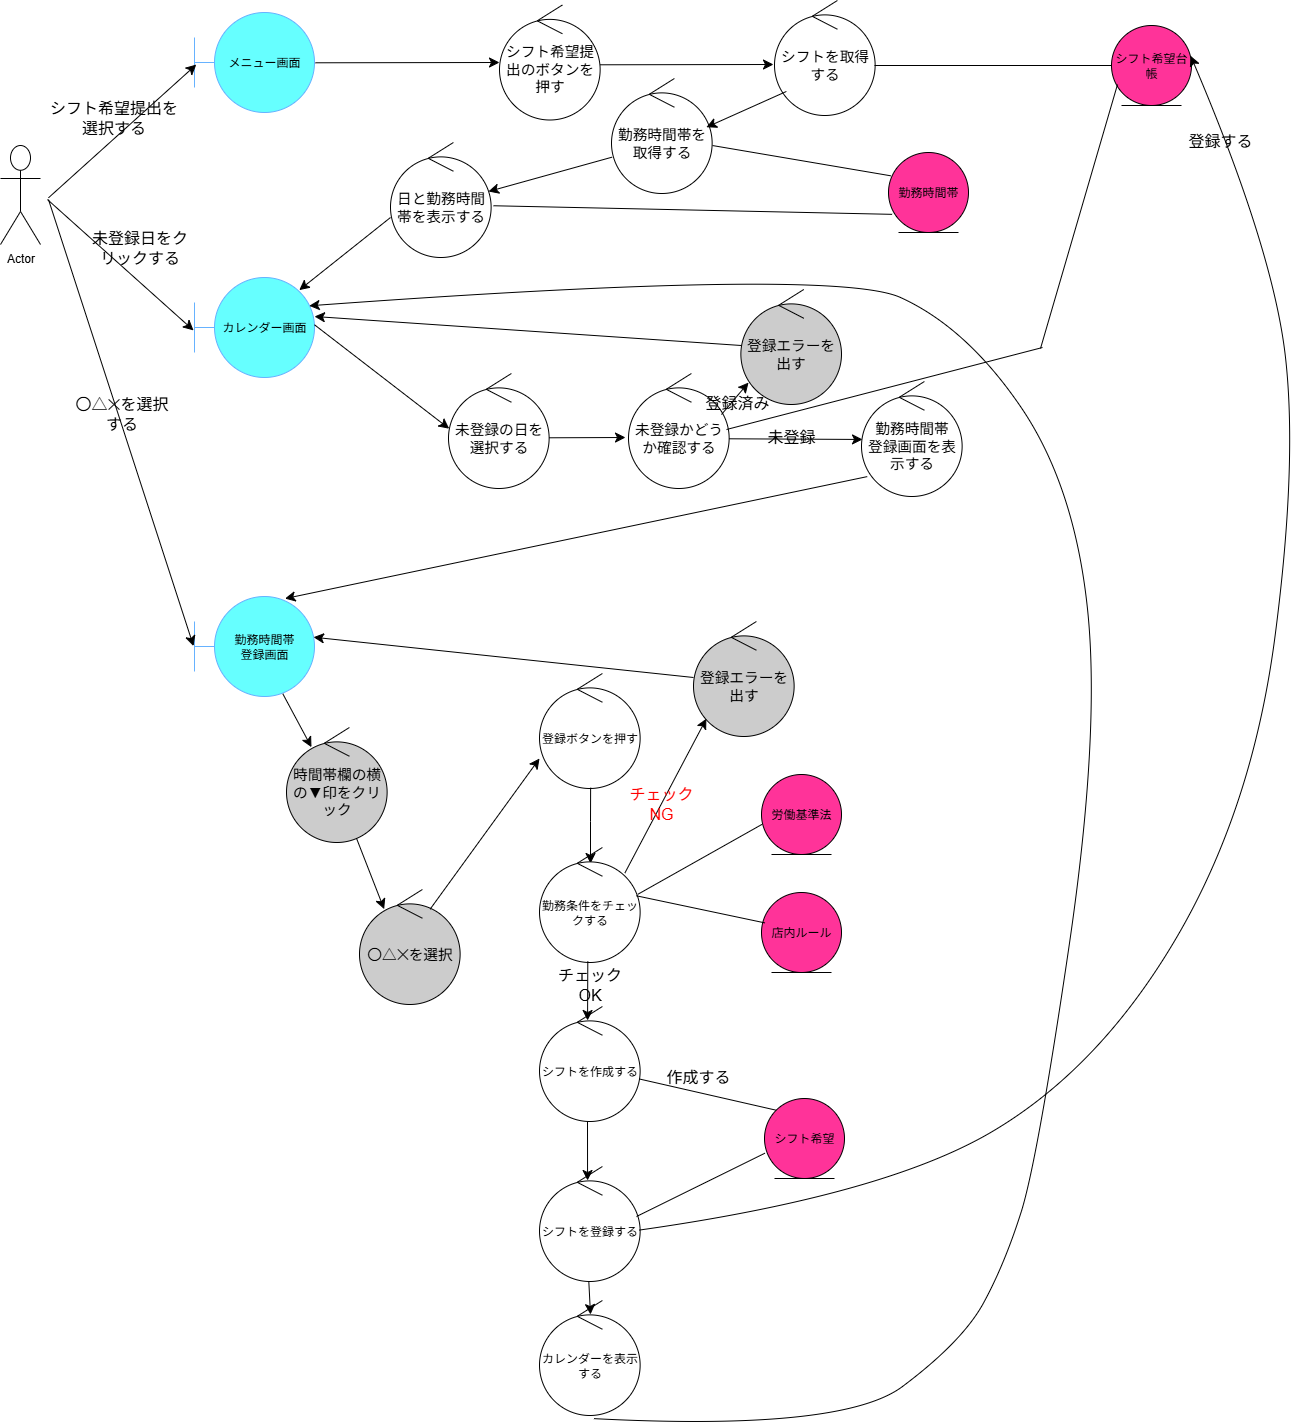 メニュー画面
シフト希望提
出のボタンを
押す
シフトを取得
する
シフト希望台
帳
シフト希望提出を
選択する
勤務時間帯を
取得する
登録する
勤務時間帯
日と勤務時間
帯を表示する
Actor
未登録日をク
リックする
カレンダー画面
登録エラーを
出す
〇△×を選択
する
登録済み
未登録の日を
選択する
未登録かどう
か確認する
未登録
勤務時間帯
登録画面を表
示する
勤務時間帯
登録画面
登録エラーを
出す
登録ボタンを押す
時間帯欄の横
の▼印をクリ
ック
チェック
NG
労働基準法
勤務条件をチェッ
クする
店内ルール
〇△×を選択
チェック
OK
シフトを作成する
作成する
シフト希望
シフトを登録する
カレンダーを表示
する